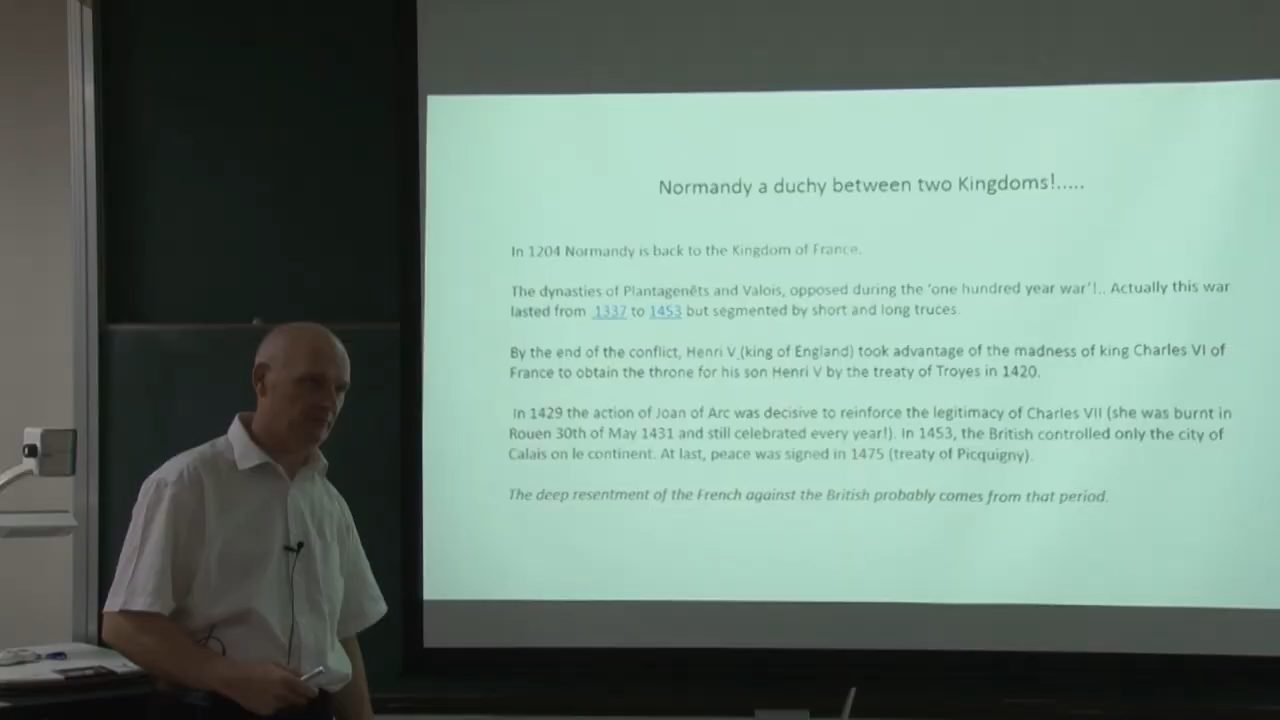 Normandy a duchy between two Kingdoms!.....
In 1204 Normandy is back to the Kingdom of France.
The dynasties of Plantagenêts and Valois, opposed during the 'one hundred year war'!.. Actually this war
lasted from 1337 to 1453 but segmented by short and long truces.
By the end of the conflict, Henri V (king of England) took advantage of the madness of king Charles VI of
France to obtain the throne for his son Henri V by the treaty of Troyes in 1420.
In 1429 the action of Joan of Arc was decisive to reinforce the legitimacy of Charles VII (she was burnt in
Rouen 30th of May 1431 and still celebrated every year!). In 1453, the British controlled only the city of
Calais on le continent. At last, peace was signed in 1475 (treaty of Picquigny).
The deep resentment of the French against the British probably comes from that period.